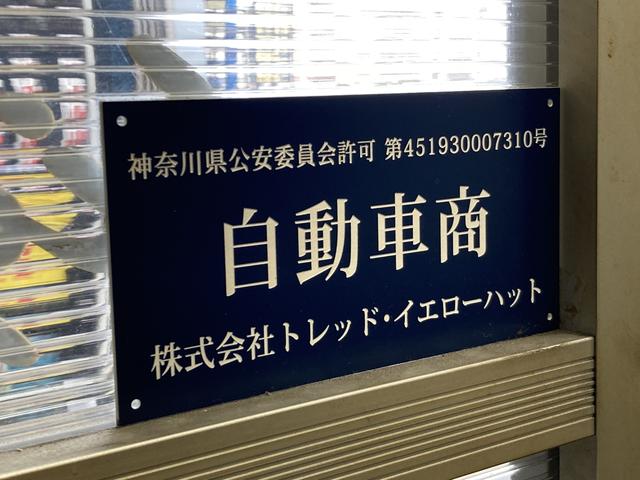 神奈川県公安委員会許可 第451930007310号
自動車商
株式会社トレッド・イエローハット